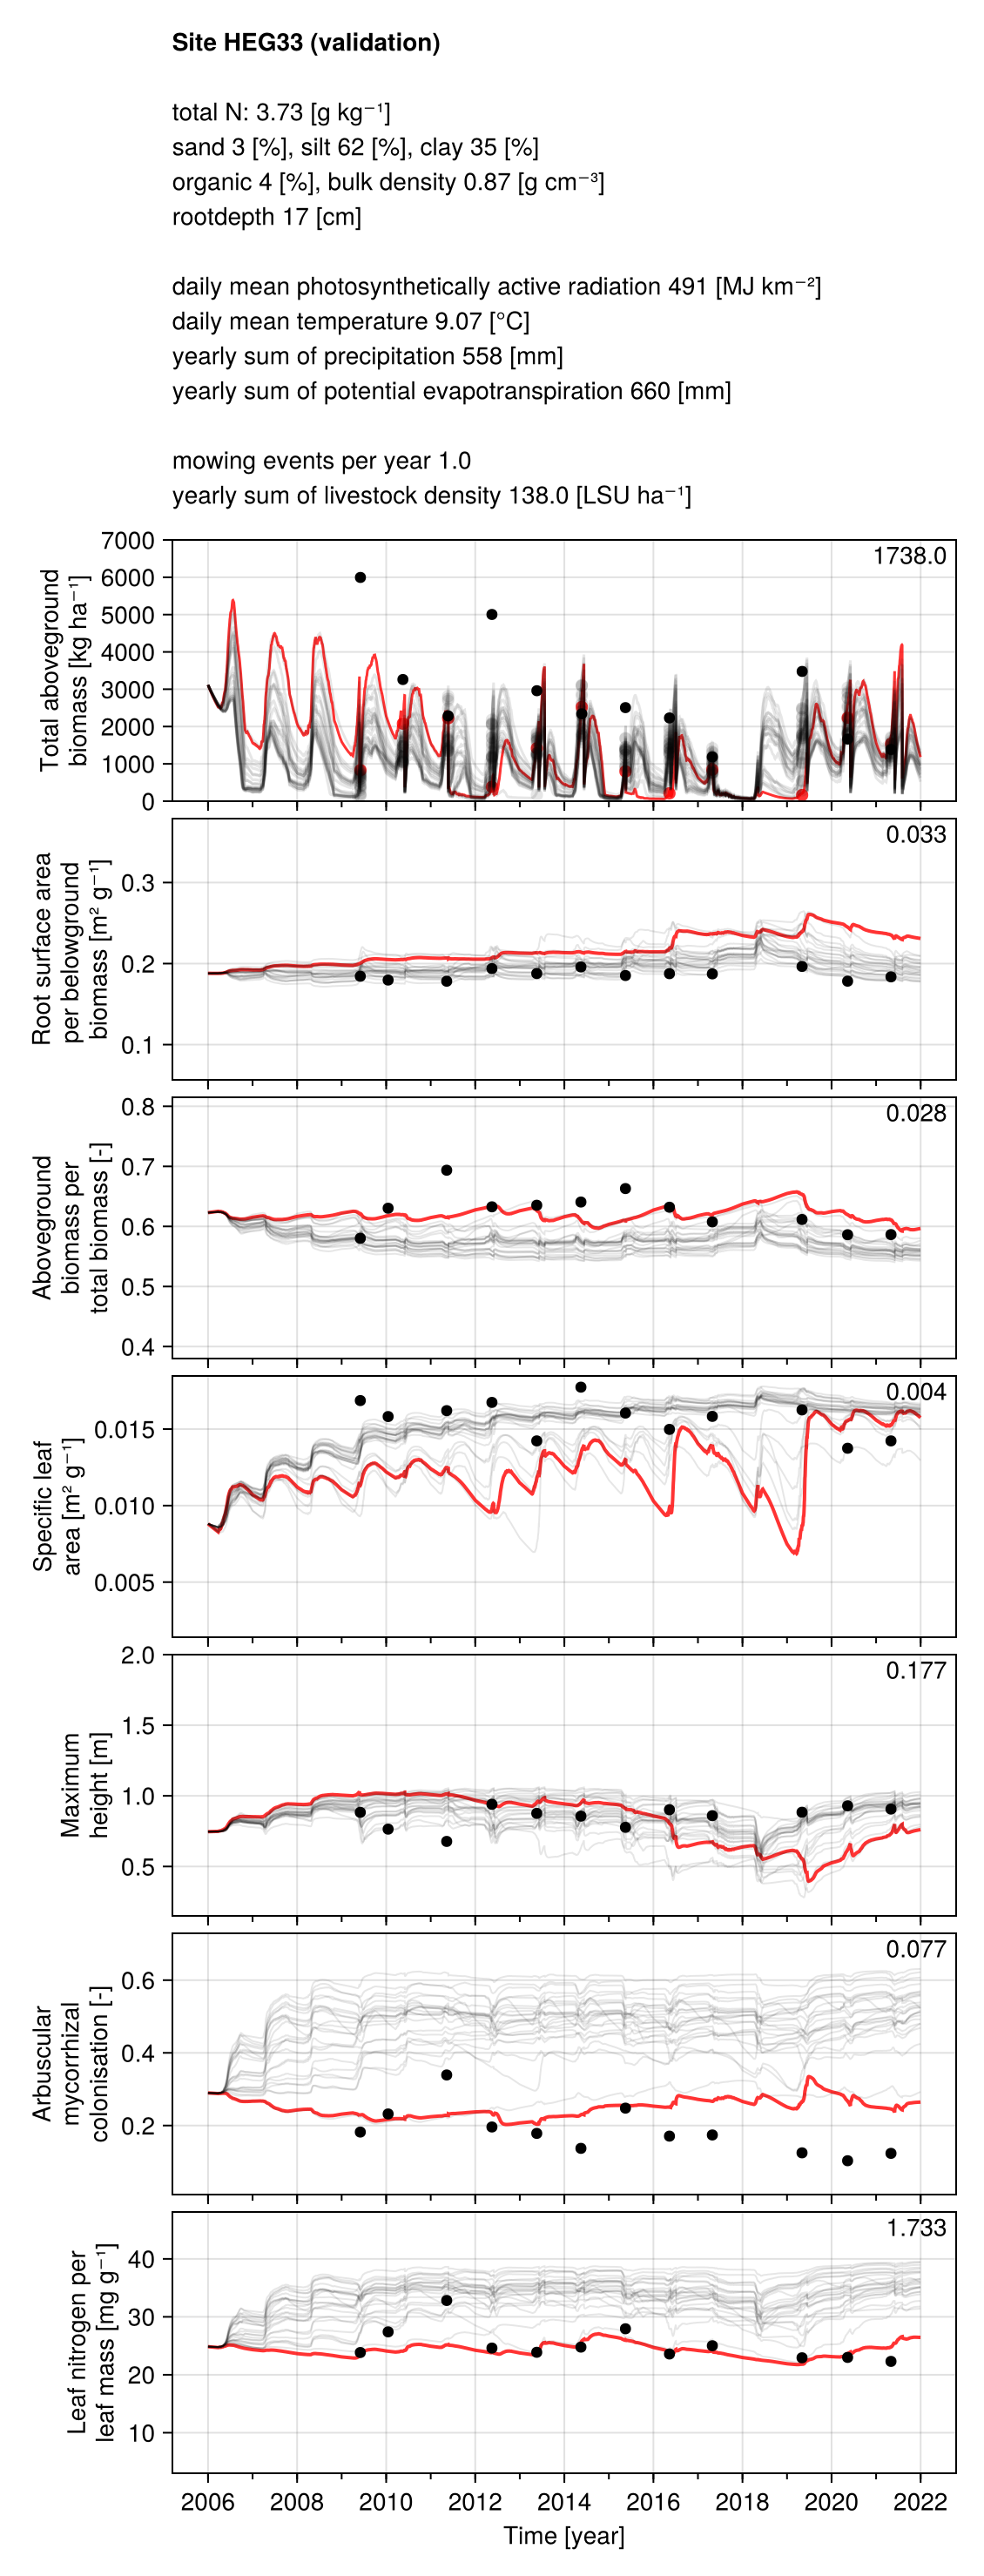 Site HEG33 (validation)
total N: 3.73 [g kg⁻¹]
sand 3 [%], silt 62 [%], clay 35 [%]
organic 4 [%], bulk density 0.87 [g cm⁻³]
rootdepth 17 [cm]
daily mean photosynthetically active radiation 491 [MJ km⁻²]
daily mean temperature 9.07 [°C]
yearly sum of precipitation 558 [mm]
yearly sum of potential evapotranspiration 660 [mm]
mowing events per year 1.0
yearly sum of livestock density 138.0 [LSU ha⁻¹]
Total aboveground
biomass [kg ha⁻¹]
7000
6000
5000
4000
3000
2000
1000
0
1738.0
Root surface area
per belowground
biomass [m² g⁻¹]
0.3
0.2
0.1
0.033
Aboveground
biomass per
total biomass [-]
0.8
0.7
0.6
0.5
0.4
0.028
Specific leaf
area [m² g⁻¹]
0.015
0.010
0.005
0.004
Maximum
height [m]
2.0
1.5
1.0
0.5
0.177
Arbuscular
mycorrhizal
colonisation [-]
0.6
0.4
0.2
0.077
Leaf nitrogen per
leaf mass [mg g⁻¹]
40
30
20
10
1.733
2006 2008 2010 2012 2014 2016 2018 2020 2022
Time [year]